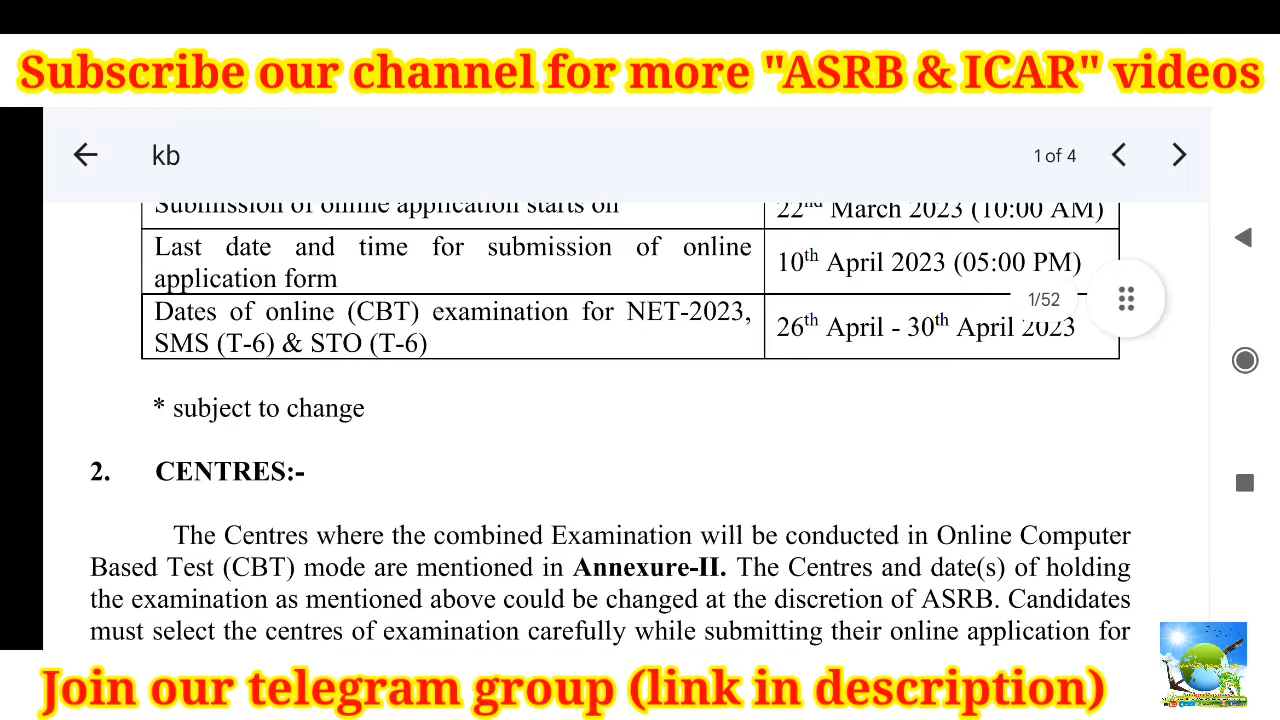 Subscribe our channel for more "ASRB & ICAR" videos
kb
1 of 4
Submission of online application starts on 22nd March 2023 (10:00 AM)
Last date and time for submission of online
application form
10th April 2023 (05:00 PM)
1/52
Dates of online (CBT) examination for NET-2023,
SMS (T-6) & STO (T-6)
26th April - 30th April 2023
* subject to change
2. CENTRES:-
The Centres where the combined Examination will be conducted in Online Computer
Based Test (CBT) mode are mentioned in Annexure-II. The Centres and date(s) of holding
the examination as mentioned above could be changed at the discretion of ASRB. Candidates
must select the centres of examination carefully while submitting their online application for
Join our telegram group (link in description)